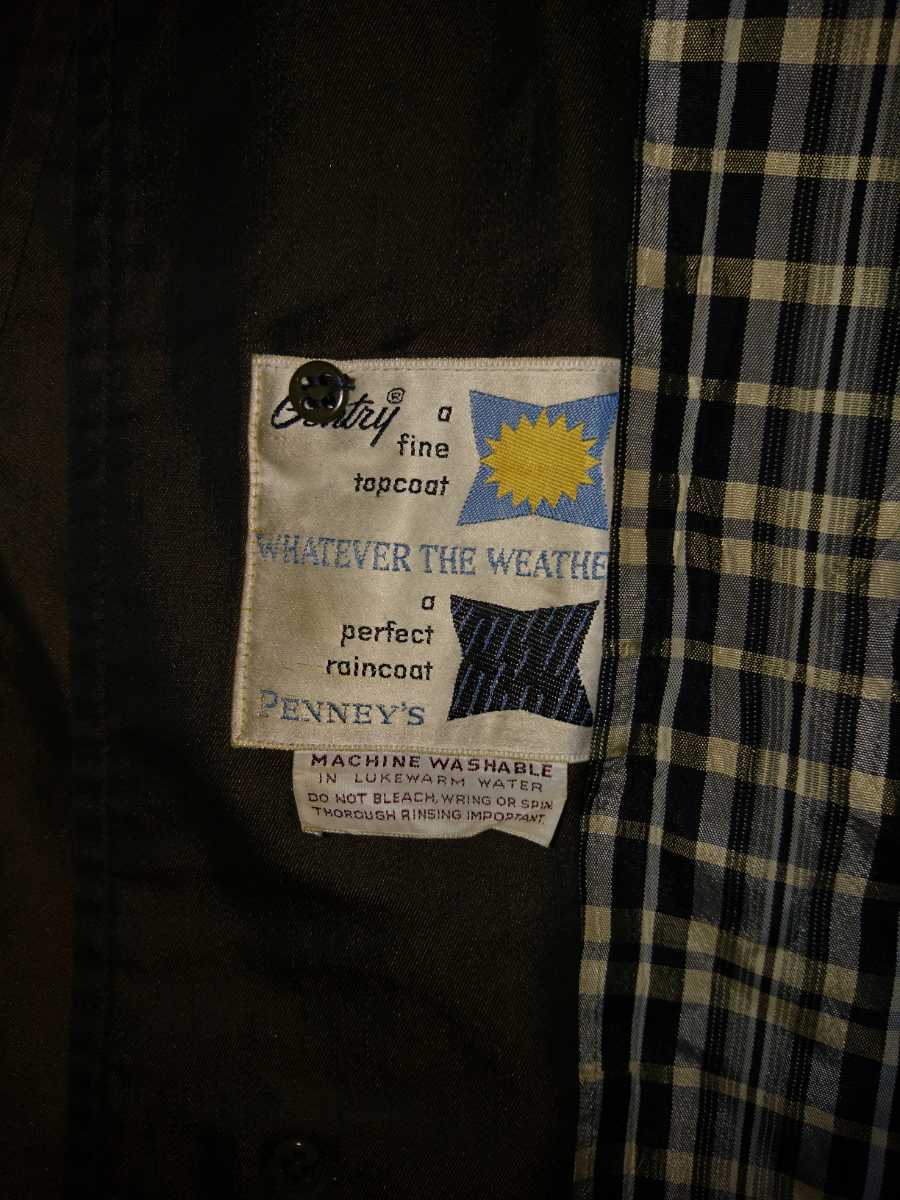 Gentry®
a
fine
topcoat
WHATEVER THE WEATHE
a
perfect
raincoat
PENNEY'S
MACHINE WASHABLE
IN LUKEWARM WATER
DO NOT BLEACH, WRING OR SPIN
THOROUGH RINSING IMPORTANT.